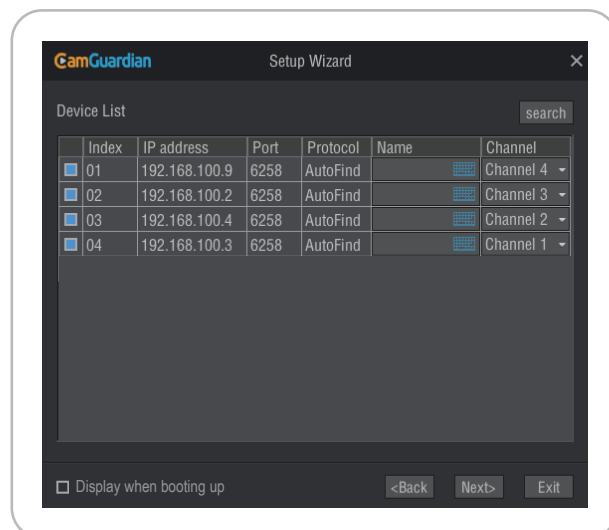 CamGuardian Setup Wizard ×
Device List search
Index IP address Port Protocol Name Channel
01 192.168.100.9 6258 AutoFind Channel 4
02 192.168.100.2 6258 AutoFind Channel 3
03 192.168.100.4 6258 AutoFind Channel 2
04 192.168.100.3 6258 AutoFind Channel 1
Display when booting up <Back Next> Exit